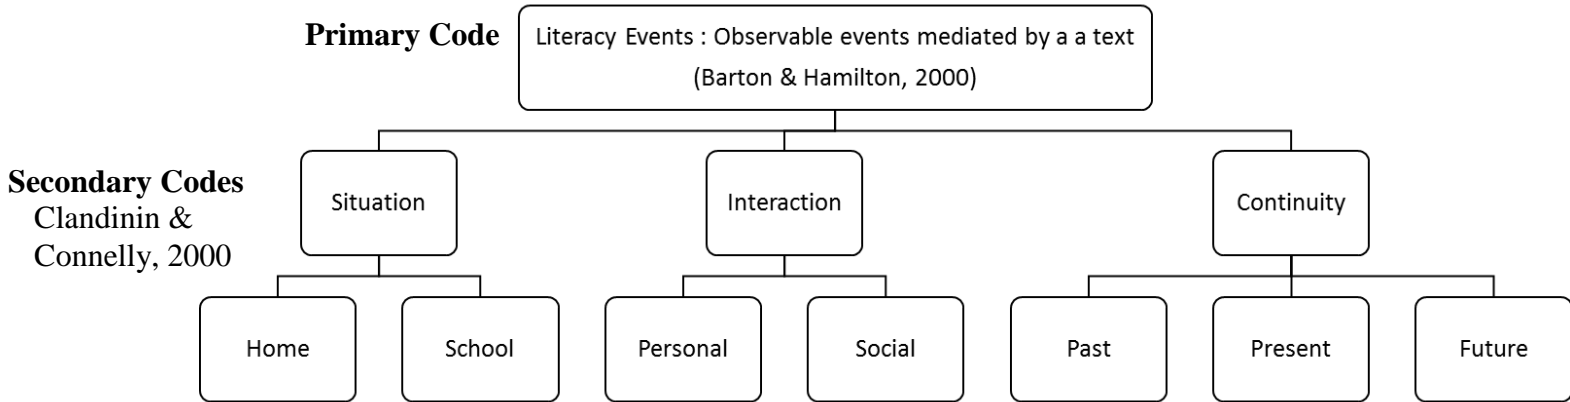 Primary Code
Literacy Events : Observable events mediated by a a text
(Barton & Hamilton, 2000)
Secondary Codes
Clandinin &
Connelly, 2000
Situation
Interaction
Continuity
Home
School
Personal
Social
Past
Present
Future